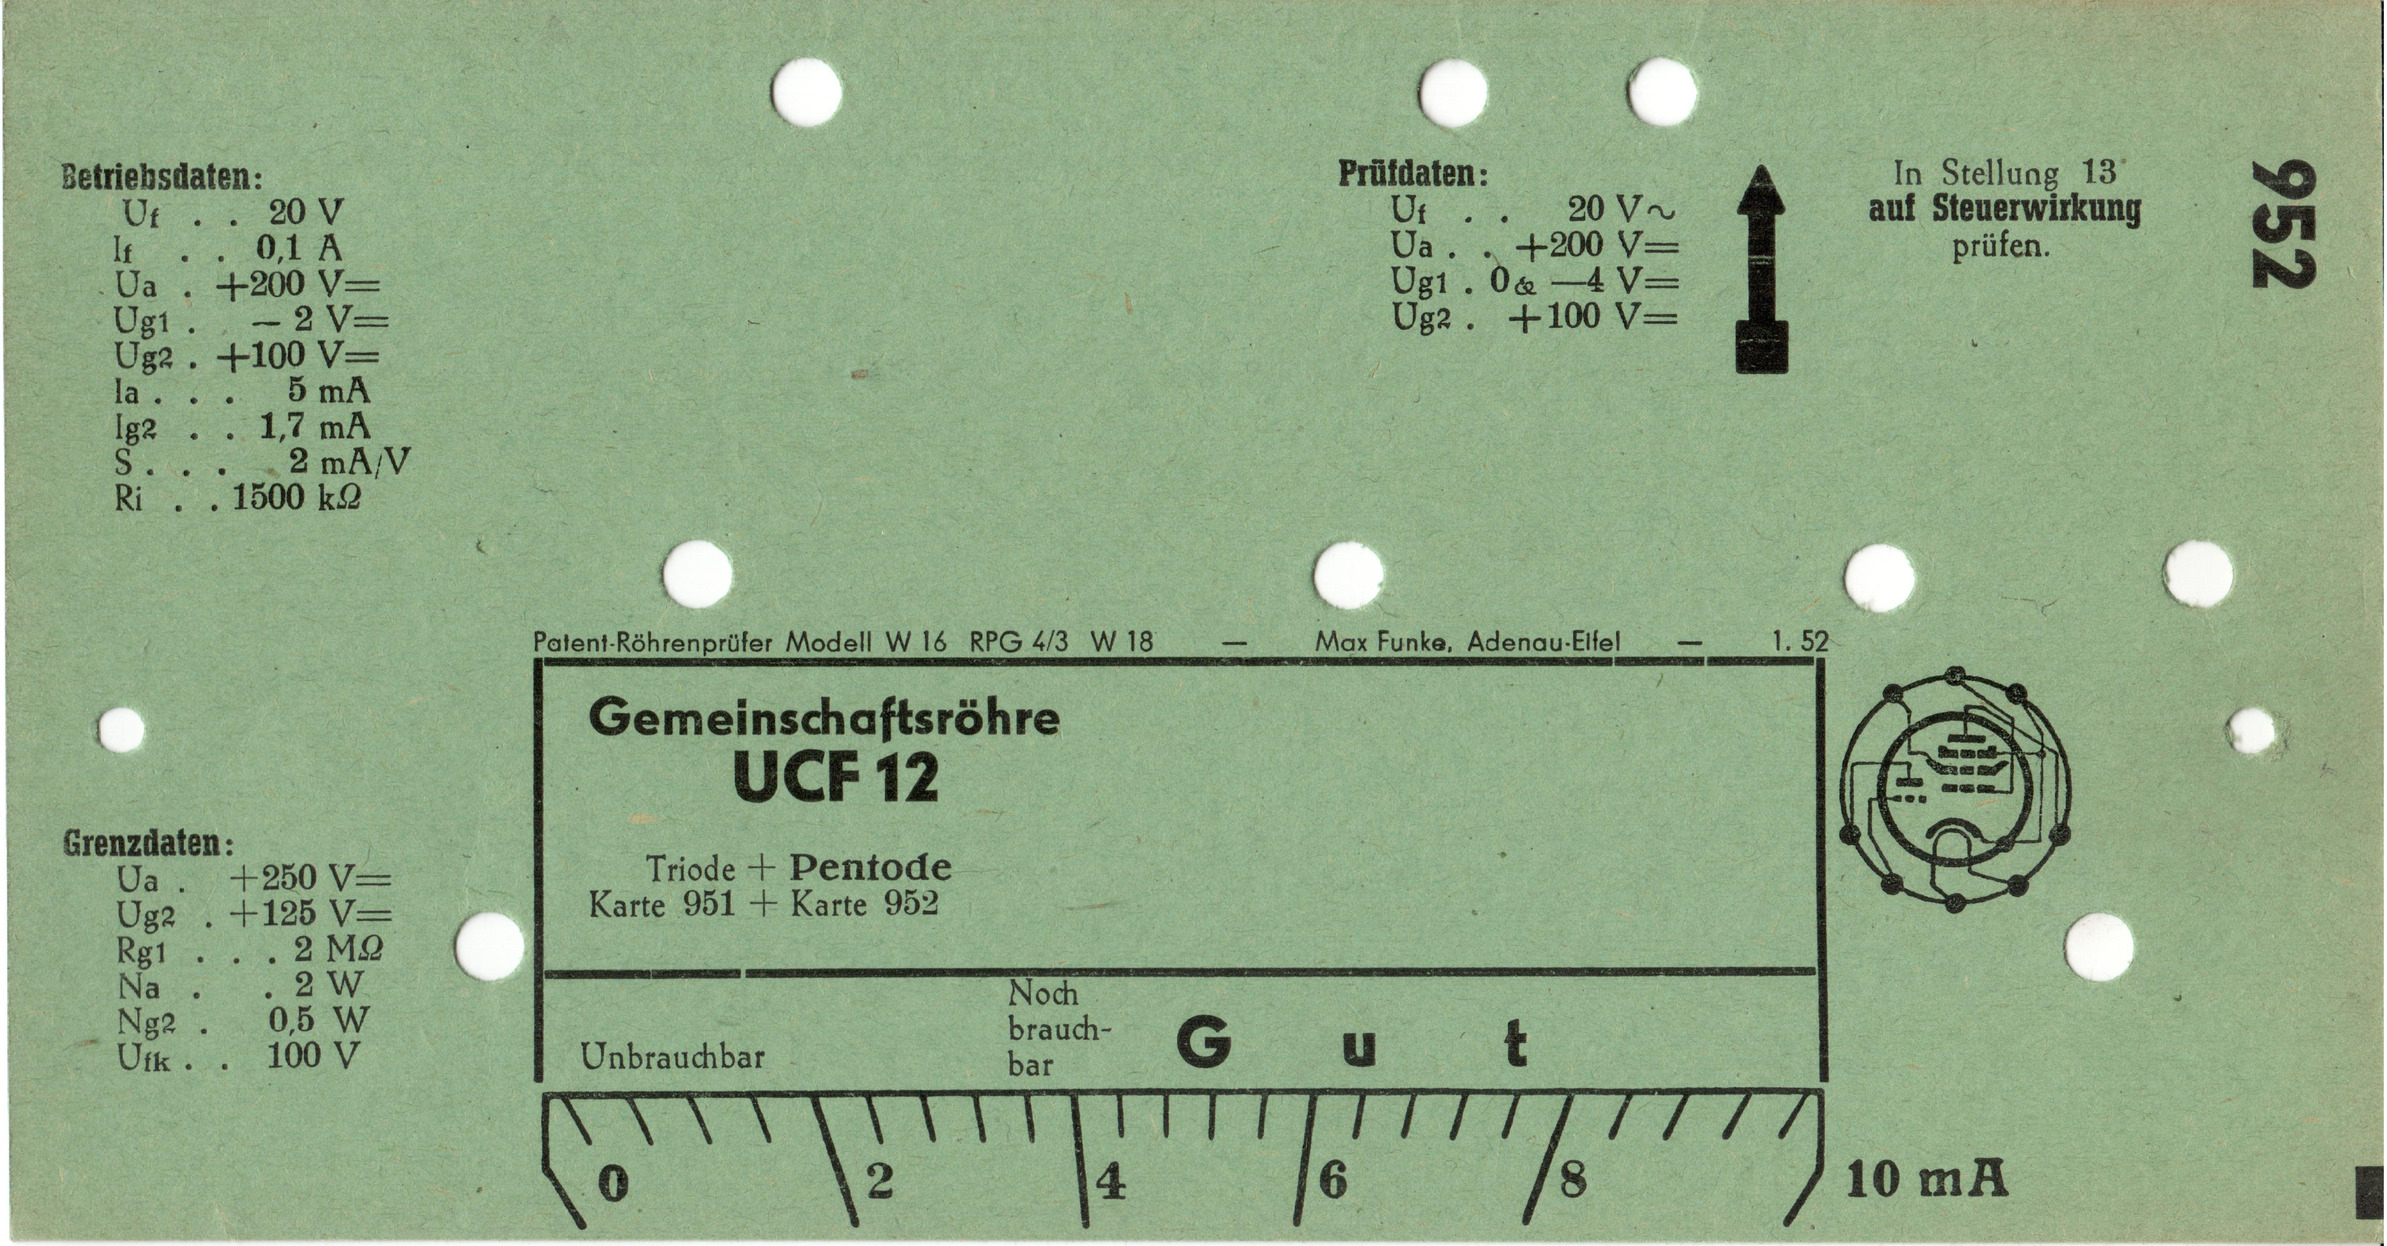 Betriebsdaten:
Uf . . 20 V
If . . 0,1 A
Ua . +200 V=
Ug1 . — 2 V=
Ug2 . +100 V=
Ia . . . 5 mA
Ig2 . . 1,7 mA
S . . . 2 mA/V
Ri . . 1500 kΩ
Prüfdaten:
Uf . . 20 V~
Ua . . +200 V=
Ug1 . 0 & —4 V=
Ug2 . +100 V=
In Stellung 13
auf Steuerwirkung
prüfen.
952
Patent-Röhrenprüfer Modell W 16 RPG 4/3 W 18 — Max Funke, Adenau-Eifel — 1. 52
Gemeinschaftsröhre
UCF 12
Triode + Pentode
Karte 951 + Karte 952
Grenzdaten:
Ua . +250 V=
Ug2 . +125 V=
Rg1 . . . 2 MΩ
Na . . 2 W
Ng2 . 0,5 W
Ufk . . 100 V
Unbrauchbar
Noch
brauch-
bar
Gut
0 2 4 6 8 10 mA